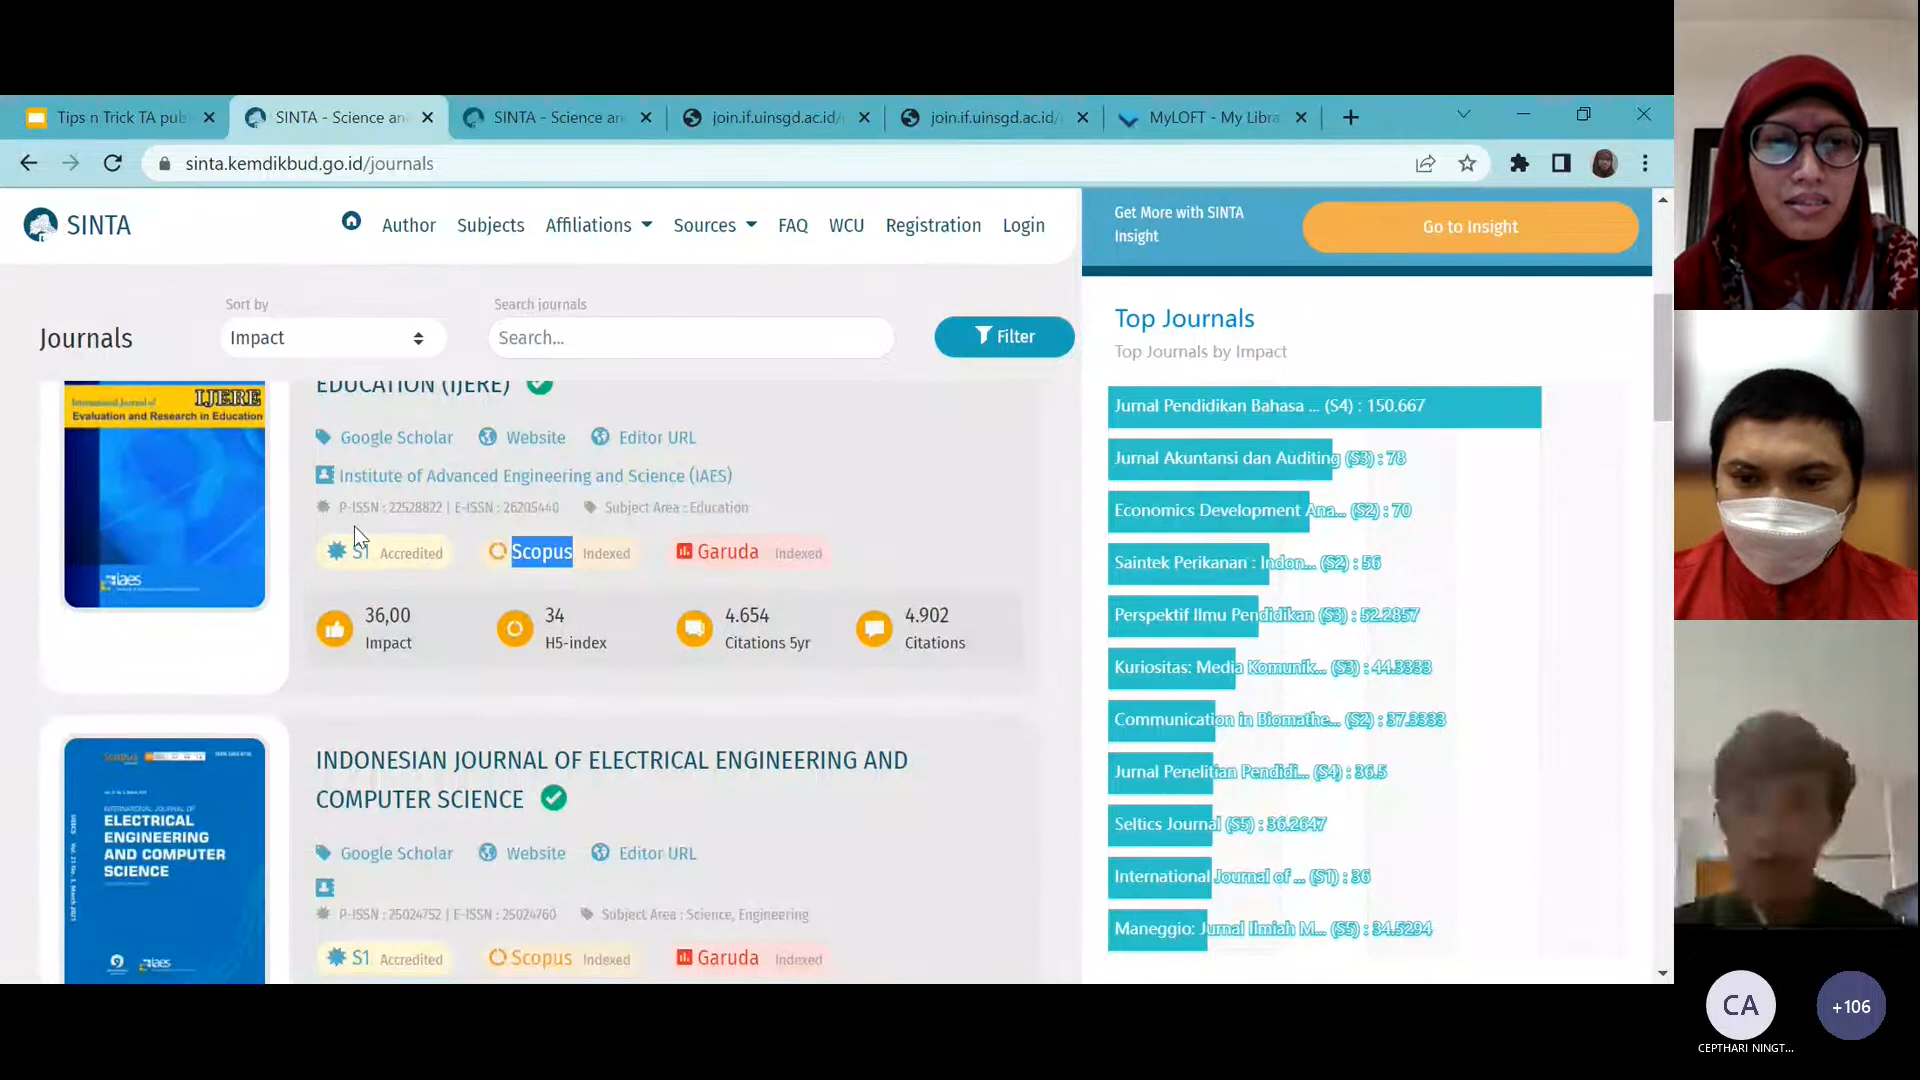 Tips n Trick TA pub
SINTA - Science an
SINTA - Science an
join.if.uinsgd.ac.id/
join.if.uinsgd.ac.id/
MyLOFT - My Libra
sinta.kemdikbud.go.id/journals
SINTA
Author
Subjects
Affiliations
Sources
FAQ
WCU
Registration
Login
Get More with SINTA
Insight
Go to Insight
Journals
Sort by
Impact
Search journals
Search...
Filter
International Journal of
IJERE
Evaluation and Research in Education
iaes
EDUCATION (IJERE)
Google Scholar
Website
Editor URL
Institute of Advanced Engineering and Science (IAES)
P-ISSN : 22528822 | E-ISSN : 26205440
Subject Area : Education
S1 Accredited
Scopus Indexed
Garuda Indexed
36,00
Impact
34
H5-index
4.654
Citations 5yr
4.902
Citations
Scopus
INTERNATIONAL JOURNAL OF
ELECTRICAL
ENGINEERING
AND COMPUTER
SCIENCE
iaes
INDONESIAN JOURNAL OF ELECTRICAL ENGINEERING AND
COMPUTER SCIENCE
Google Scholar
Website
Editor URL
P-ISSN : 25024752 | E-ISSN : 25024760
Subject Area : Science, Engineering
S1 Accredited
Scopus Indexed
Garuda Indexed
Top Journals
Top Journals by Impact
Jurnal Pendidikan Bahasa ... (S4) : 150.667
Jurnal Akuntansi dan Auditing (S3) : 78
Economics Development Ana... (S2) : 70
Saintek Perikanan : Indon... (S2) : 56
Perspektif Ilmu Pendidikan (S3) : 52.2857
Kuriositas: Media Komunik... (S3) : 44.3333
Communication in Biomathe... (S2) : 37.3333
Jurnal Penelitian Pendidi... (S4) : 36.5
Seltics Journal (S5) : 36.2647
International Journal of ... (S1) : 36
Maneggio: Jurnal Ilmiah M... (S5) : 34.5294
CA
CEPTHARI NINGT...
+106